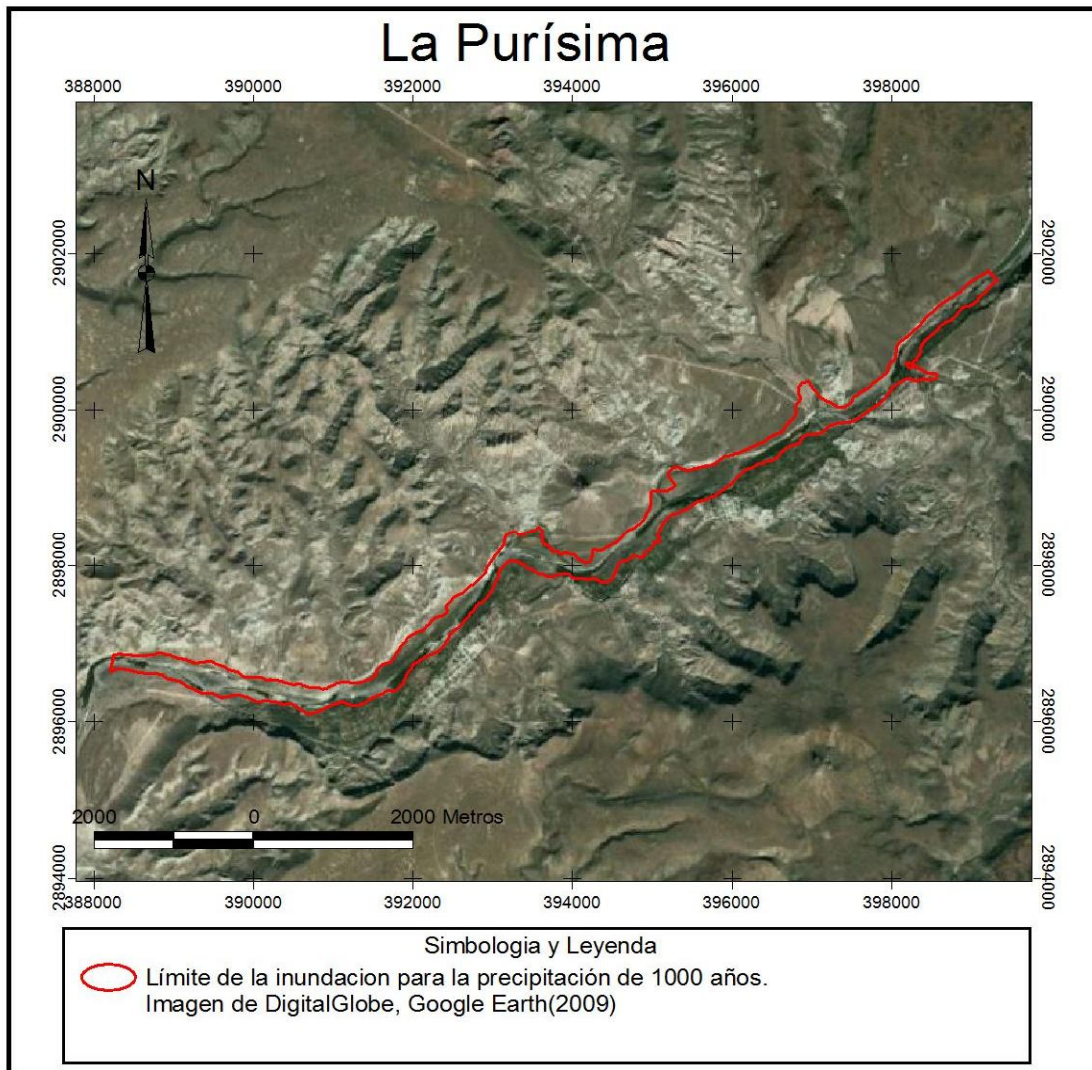 La Purísima
388000 390000 392000 394000 396000 398000
N
2902000 2902000
2900000 2900000
2898000 2898000
2896000 2896000
2000 0 2000 Metros
2894000 2894000
388000 390000 392000 394000 396000 398000
Simbologia y Leyenda
Límite de la inundacion para la precipitación de 1000 años.
Imagen de DigitalGlobe, Google Earth(2009)